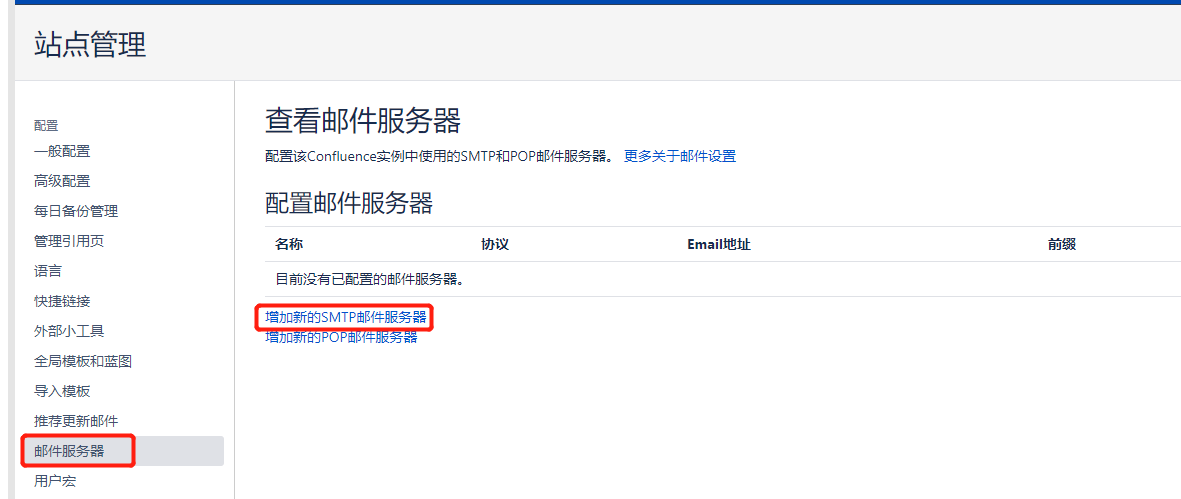 站点管理
配置
一般配置
高级配置
每日备份管理
管理引用页
语言
快捷链接
外部小工具
全局模板和蓝图
导入模板
推荐更新邮件
邮件服务器
用户宏
查看邮件服务器
配置该Confluence实例中使用的SMTP和POP邮件服务器。 更多关于邮件设置
配置邮件服务器
名称 协议 Email地址 前缀
目前没有已配置的邮件服务器。
增加新的SMTP邮件服务器
增加新的POP邮件服务器